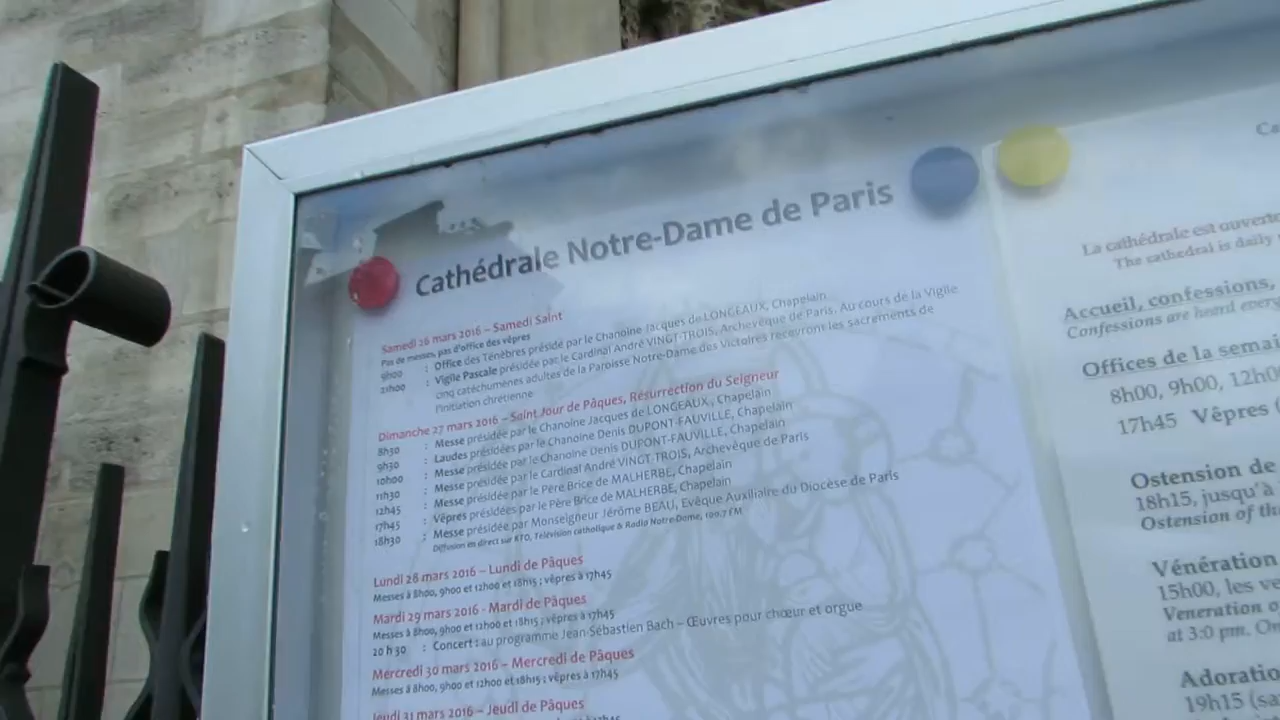 Cathédrale Notre-Dame de Paris
Samedi 26 mars 2016 – Samedi Saint
Pas de messes, pas d'office des vêpres
9h00 : Office des Ténèbres présidé par le Chanoine Jacques de LONGEAUX, Chapelain
21h00 : Vigile Pascale présidée par le Cardinal André VINGT-TROIS, Archevêque de Paris. Au cours de la Vigile
cinq catéchumènes adultes de la Paroisse Notre-Dame des Victoires recevront les sacrements de
l'initiation chrétienne
Dimanche 27 mars 2016 – Saint Jour de Pâques, Résurrection du Seigneur
8h30 : Messe présidée par le Chanoine Jacques de LONGEAUX, Chapelain
9h30 : Laudes présidées par le Chanoine Denis DUPONT-FAUVILLE, Chapelain
10h00 : Messe présidée par le Chanoine Denis DUPONT-FAUVILLE, Chapelain
11h30 : Messe présidée par le Cardinal André VINGT-TROIS, Archevêque de Paris
12h45 : Messe présidée par le Père Brice de MALHERBE, Chapelain
17h45 : Vêpres présidées par le Père Brice de MALHERBE, Chapelain
18h30 : Messe présidée par Monseigneur Jérôme BEAU, Evêque Auxiliaire du Diocèse de Paris
Diffusion en direct sur KTO, Télévision catholique & Radio Notre-Dame, 100.7 FM
Lundi 28 mars 2016 – Lundi de Pâques
Messes à 8h00, 9h00 et 12h00 et 18h15 ; vêpres à 17h45
Mardi 29 mars 2016 - Mardi de Pâques
Messes à 8h00, 9h00 et 12h00 et 18h15 ; vêpres à 17h45
20 h 30 : Concert : au programme Jean-Sébastien Bach – Œuvres pour chœur et orgue
Mercredi 30 mars 2016 – Mercredi de Pâques
Messes à 8h00, 9h00 et 12h00 et 18h15 ; vêpres à 17h45
Jeudi 31 mars 2016 – Jeudi de Pâques
Ca
La cathédrale est ouverte
The cathedral is daily
Accueil, confessions,
Confessions are heard every
Offices de la semai
8h00, 9h00, 12h0
17h45 Vêpres (
Ostension de
18h15, jusqu'à
Ostension of th
Vénération
15h00, les ve
Veneration o
at 3:0 pm. On
Adoratio
19h15 (sa